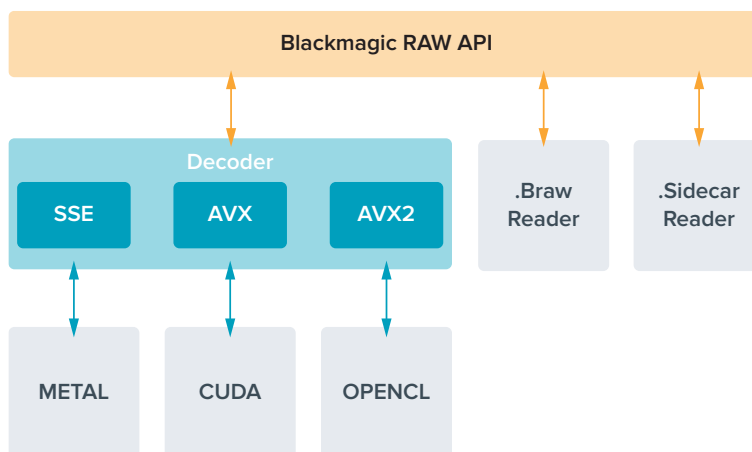 Blackmagic RAW API
Decoder
SSE
AVX
AVX2
.Braw
Reader
.Sidecar
Reader
METAL
CUDA
OPENCL